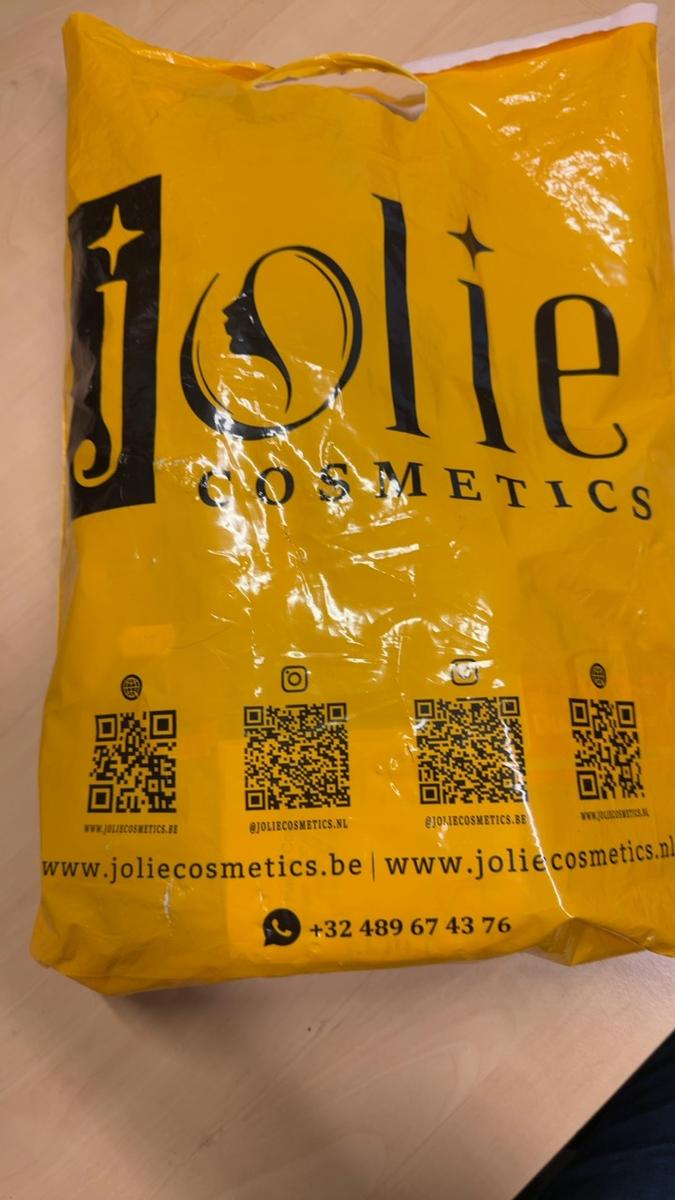 jolie
COSMETICS
WWW.JOLIECOSMETICS.BE
@JOLIECOSMETICS.NL
@JOLIECOSMETICS.BE
WWW.JOLIECOSMETICS.NL
www.joliecosmetics.be | www.joliecosmetics.nl
+32 489 67 43 76